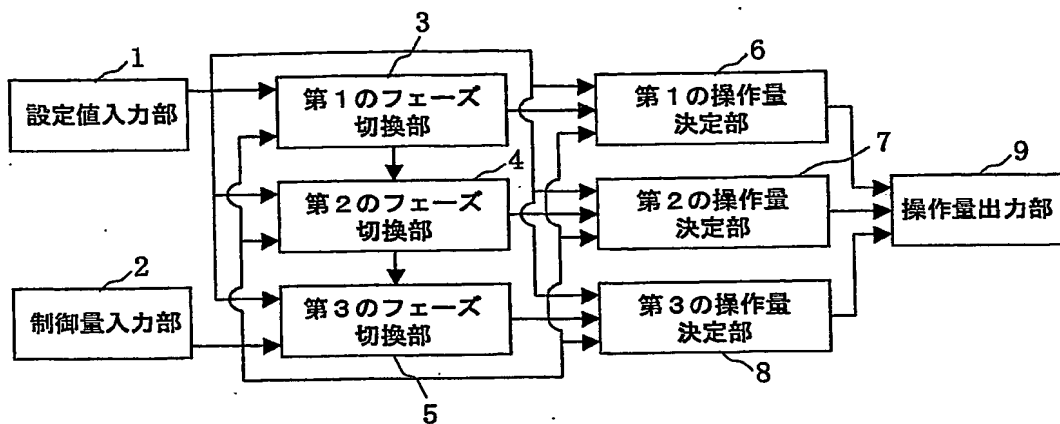 1
設定値入力部
2
制御量入力部
3
第1のフェーズ
切換部
4
第2のフェーズ
切換部
第3のフェーズ
切換部
5
6
第1の操作量
決定部
7
第2の操作量
決定部
第3の操作量
決定部
8
9
操作量出力部